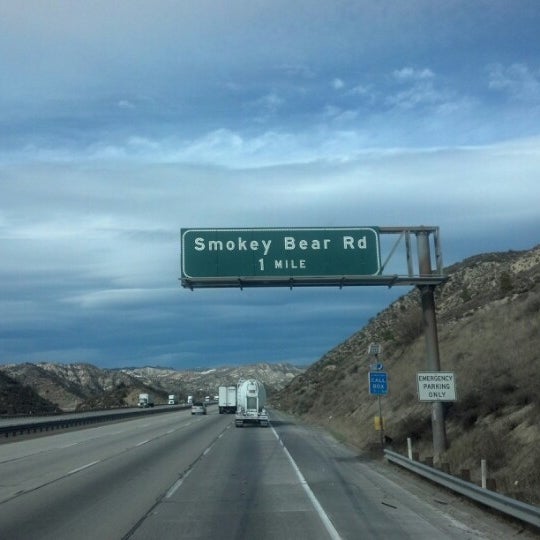 Smokey Bear Rd
1 MILE
CALL
BOX
EMERGENCY
PARKING
ONLY